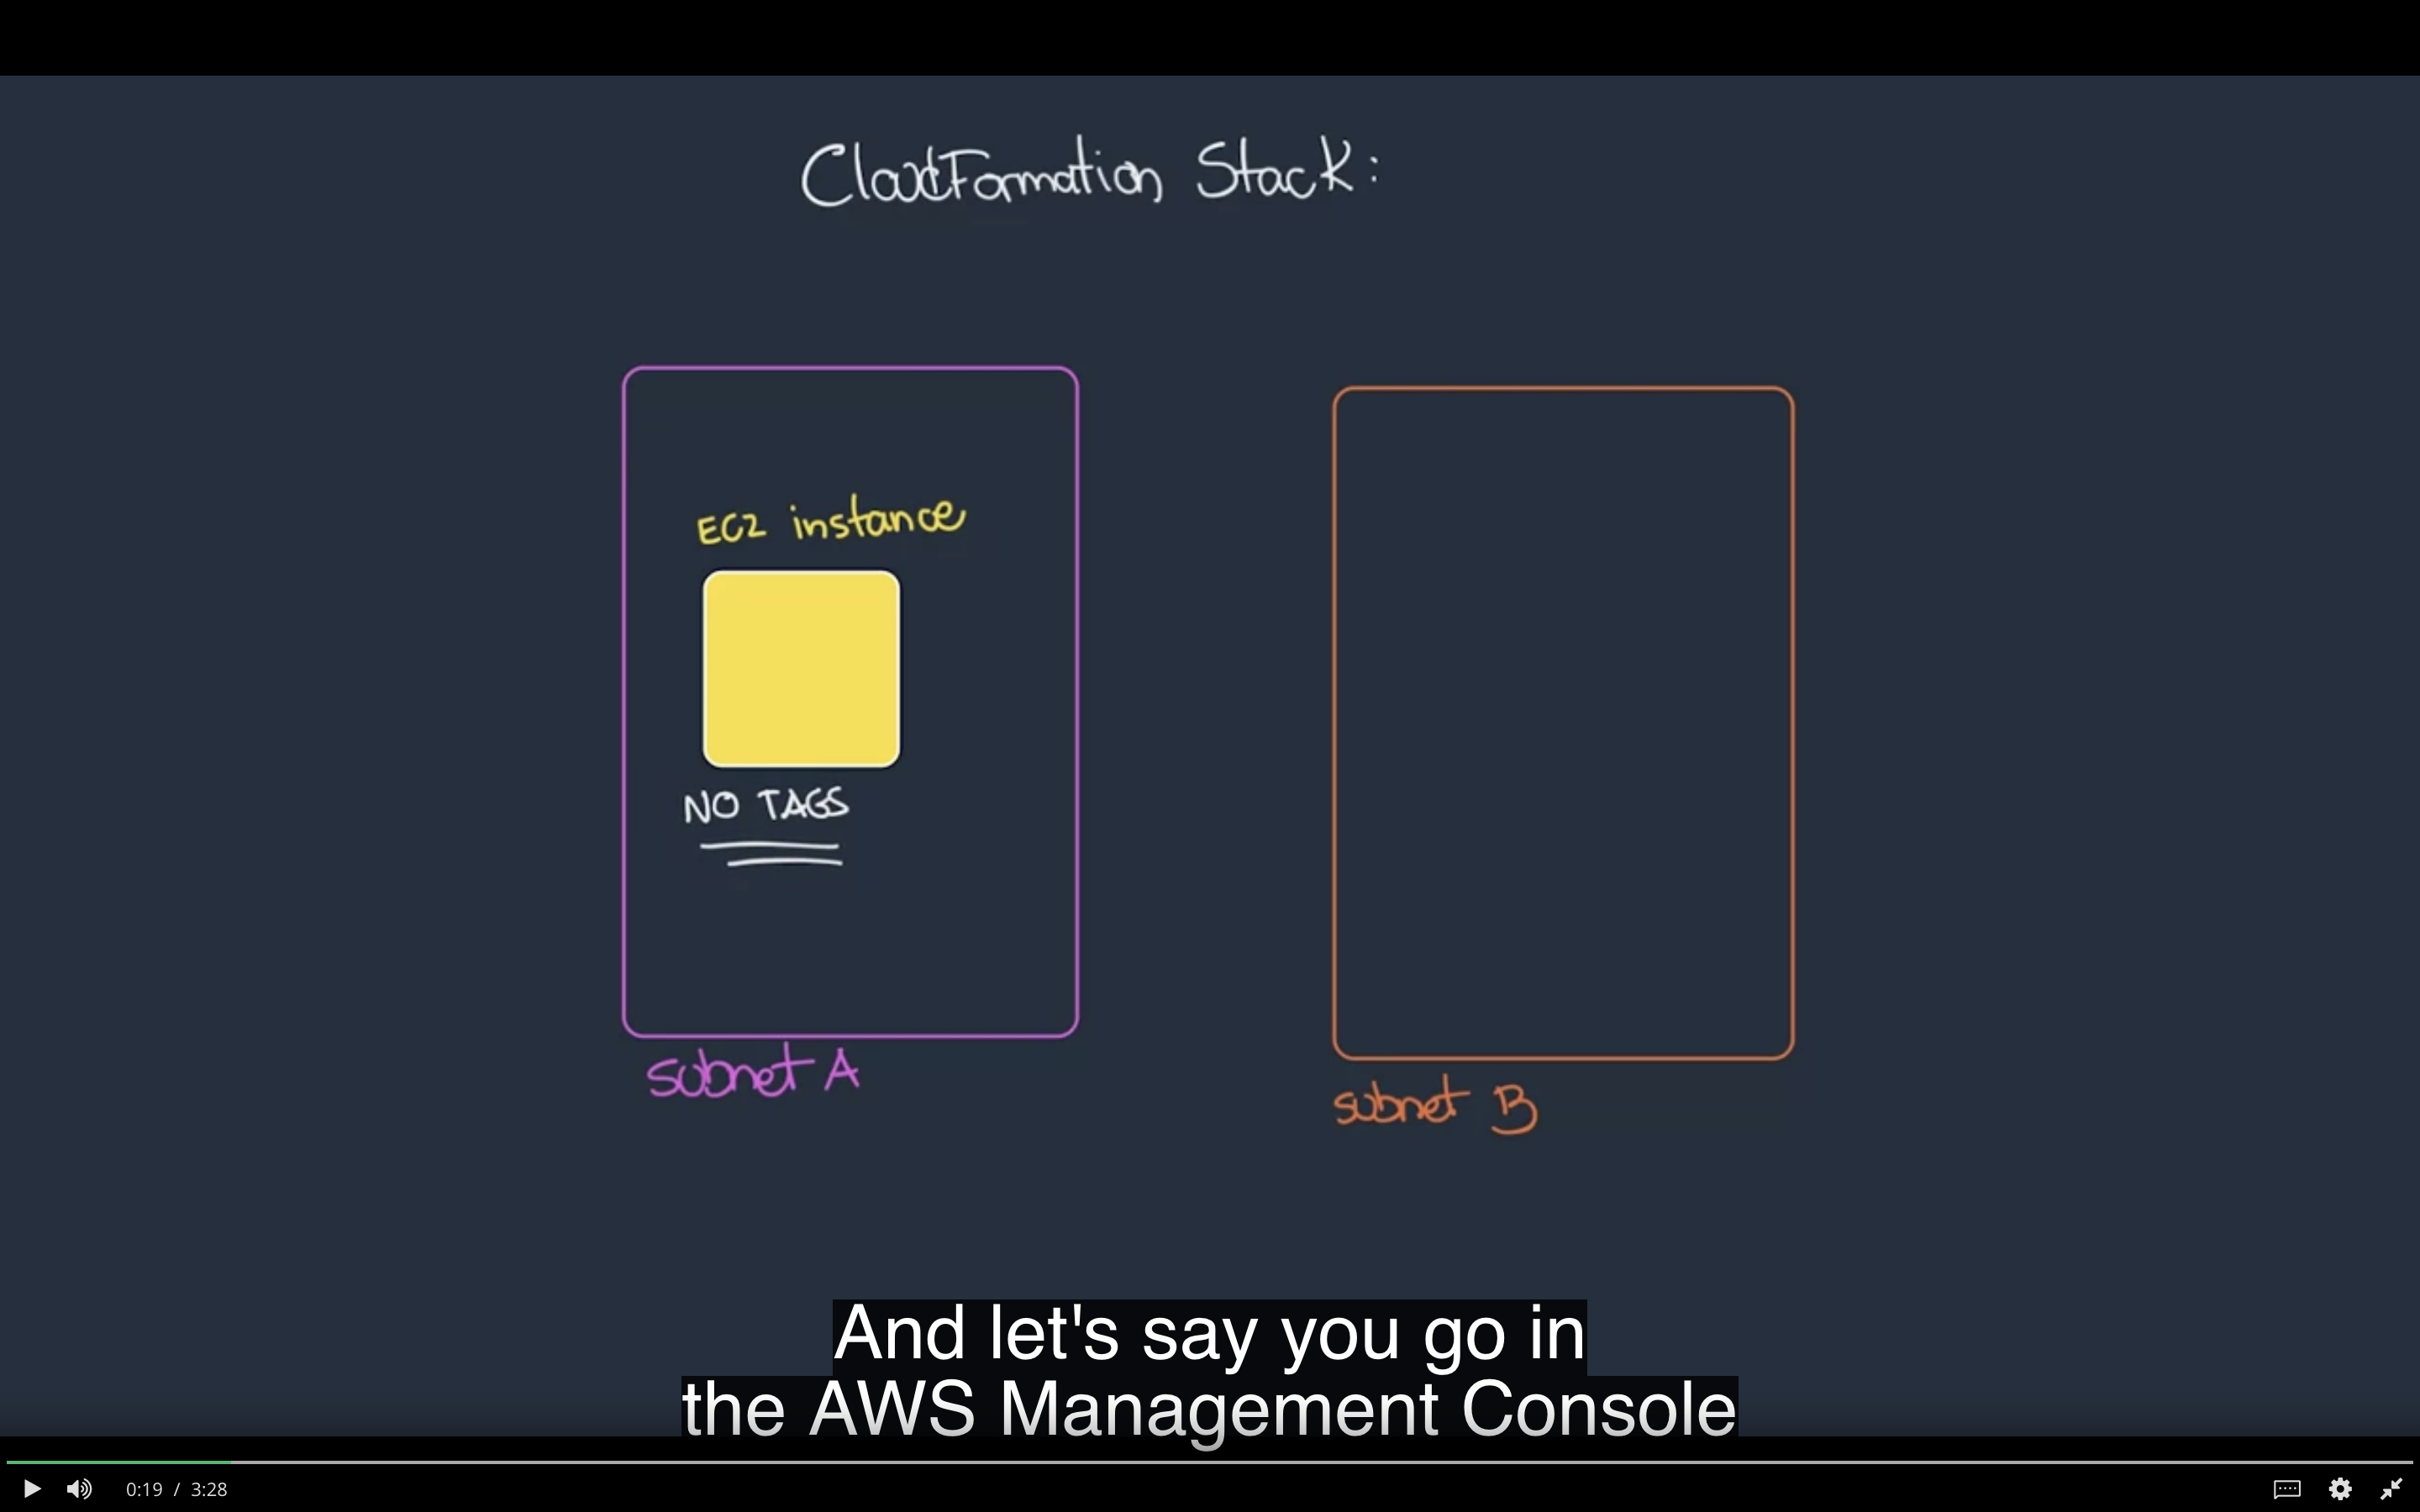 CloudFormation Stack:
EC2 instance
NO TAGS
subnet A
subnet B
And let's say you go in
the AWS Management Console
0:19 / 3:28